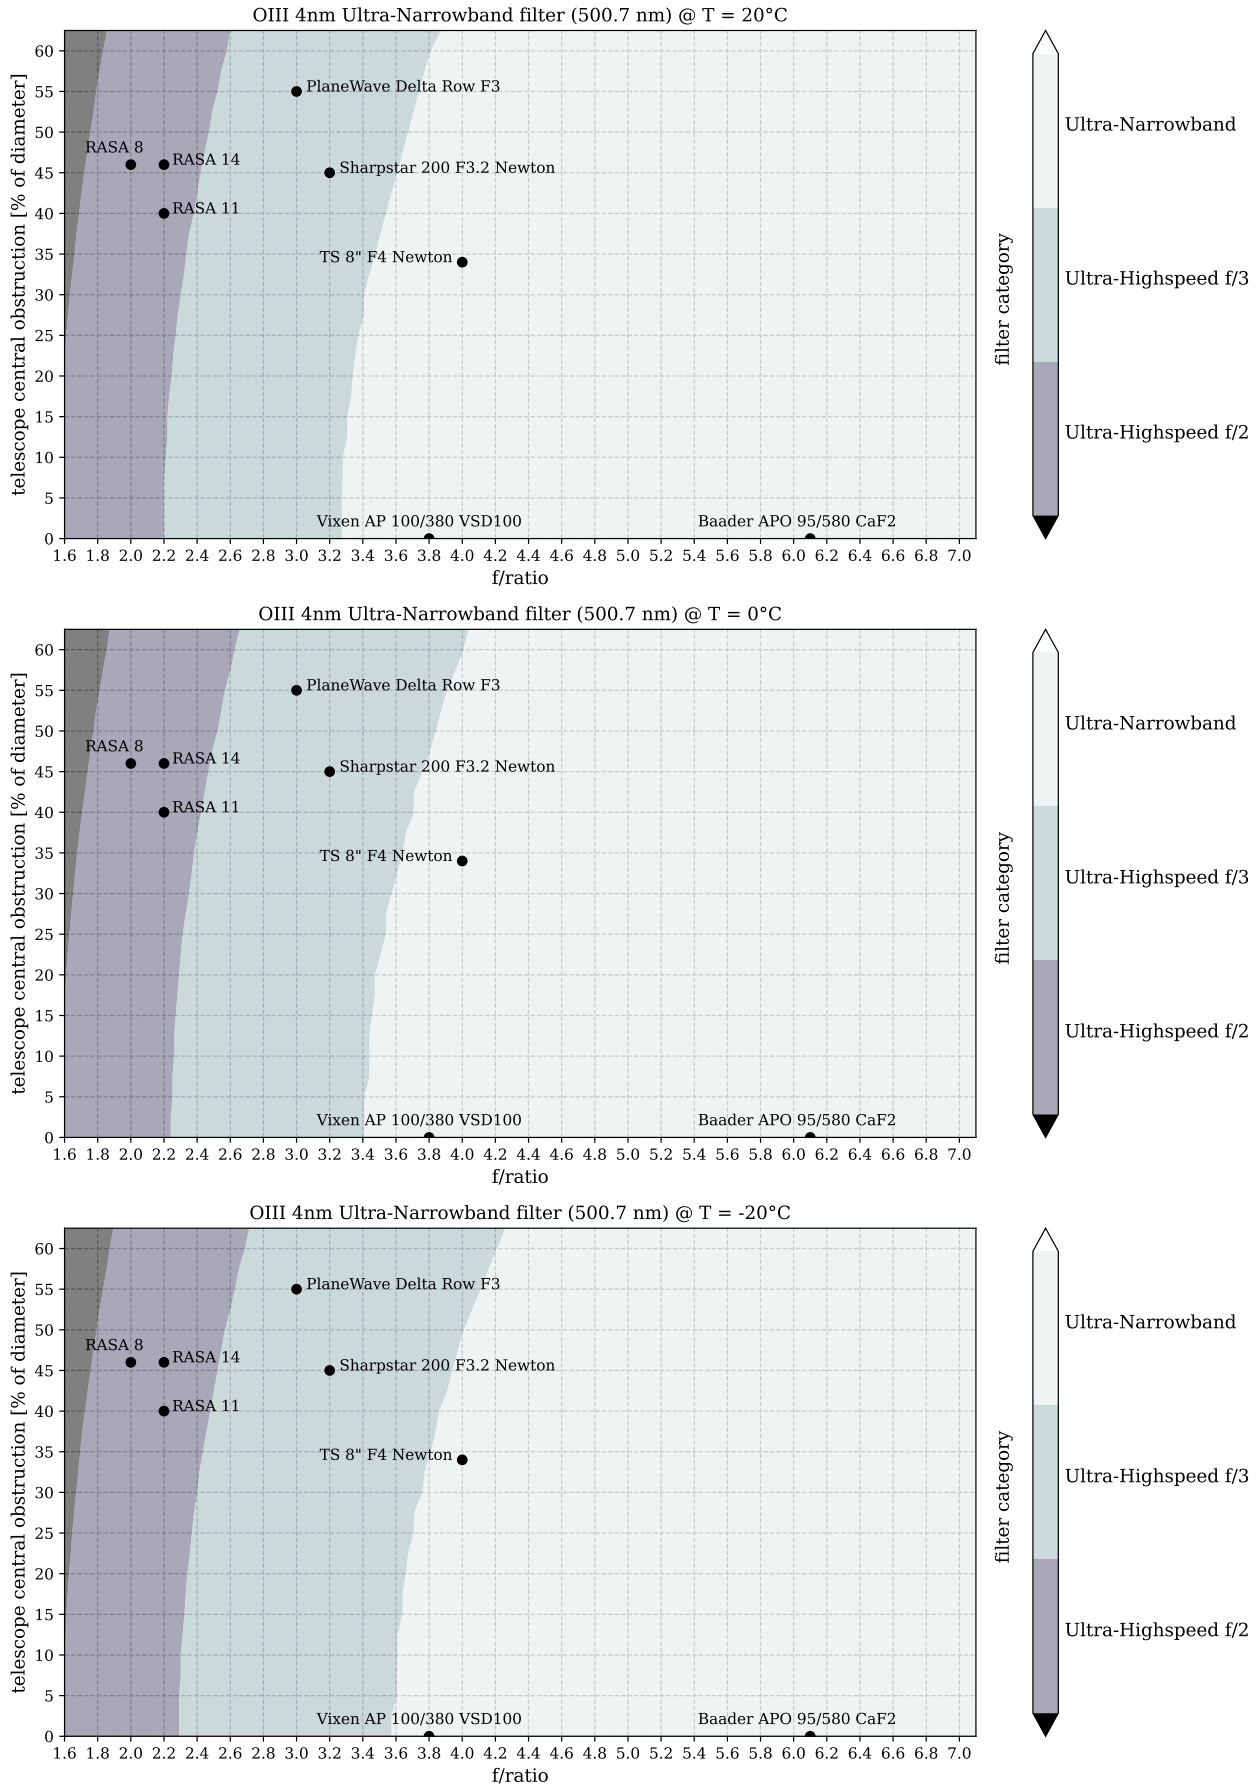 OIII 4nm Ultra-Narrowband filter (500.7 nm) @ T = 20°C
telescope central obstruction [% of diameter]
60
55
50
45
40
35
30
25
20
15
10
5
0
PlaneWave Delta Row F3
RASA 8
RASA 14
Sharpstar 200 F3.2 Newton
RASA 11
TS 8" F4 Newton
Vixen AP 100/380 VSD100
Baader APO 95/580 CaF2
1.6 1.8 2.0 2.2 2.4 2.6 2.8 3.0 3.2 3.4 3.6 3.8 4.0 4.2 4.4 4.6 4.8 5.0 5.2 5.4 5.6 5.8 6.0 6.2 6.4 6.6 6.8 7.0
f/ratio
filter category
Ultra-Narrowband
Ultra-Highspeed f/3
Ultra-Highspeed f/2
OIII 4nm Ultra-Narrowband filter (500.7 nm) @ T = 0°C
telescope central obstruction [% of diameter]
60
55
50
45
40
35
30
25
20
15
10
5
0
PlaneWave Delta Row F3
RASA 8
RASA 14
Sharpstar 200 F3.2 Newton
RASA 11
TS 8" F4 Newton
Vixen AP 100/380 VSD100
Baader APO 95/580 CaF2
1.6 1.8 2.0 2.2 2.4 2.6 2.8 3.0 3.2 3.4 3.6 3.8 4.0 4.2 4.4 4.6 4.8 5.0 5.2 5.4 5.6 5.8 6.0 6.2 6.4 6.6 6.8 7.0
f/ratio
filter category
Ultra-Narrowband
Ultra-Highspeed f/3
Ultra-Highspeed f/2
OIII 4nm Ultra-Narrowband filter (500.7 nm) @ T = -20°C
telescope central obstruction [% of diameter]
60
55
50
45
40
35
30
25
20
15
10
5
0
PlaneWave Delta Row F3
RASA 8
RASA 14
Sharpstar 200 F3.2 Newton
RASA 11
TS 8" F4 Newton
Vixen AP 100/380 VSD100
Baader APO 95/580 CaF2
1.6 1.8 2.0 2.2 2.4 2.6 2.8 3.0 3.2 3.4 3.6 3.8 4.0 4.2 4.4 4.6 4.8 5.0 5.2 5.4 5.6 5.8 6.0 6.2 6.4 6.6 6.8 7.0
f/ratio
filter category
Ultra-Narrowband
Ultra-Highspeed f/3
Ultra-Highspeed f/2